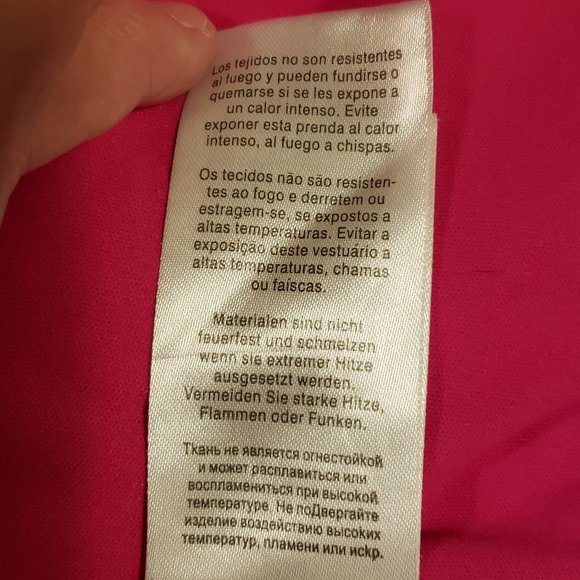 Los tejidos no son resistentes
al fuego y pueden fundirse o
quemarse si se les expone a
un calor intenso. Evite
exponer esta prenda al calor
intenso, al fuego a chispas.
Os tecidos não são resisten-
tes ao fogo e derretem ou
estragem-se, se expostos a
altas temperaturas. Evitar a
exposição deste vestuário a
altas temperaturas, chamas
ou faíscas.
Materialen sind nicht
feuerfest und schmelzen
wenn sie extremer Hitze
ausgesetzt werden.
Vermeiden Sie starke Hitze,
Flammen oder Funken.
Ткань не является огнестойкой
и может расплавиться или
воспламениться при высокой
температуре. Не поДвергайте
изделие воздействию высоких
температур, пламени или искр.